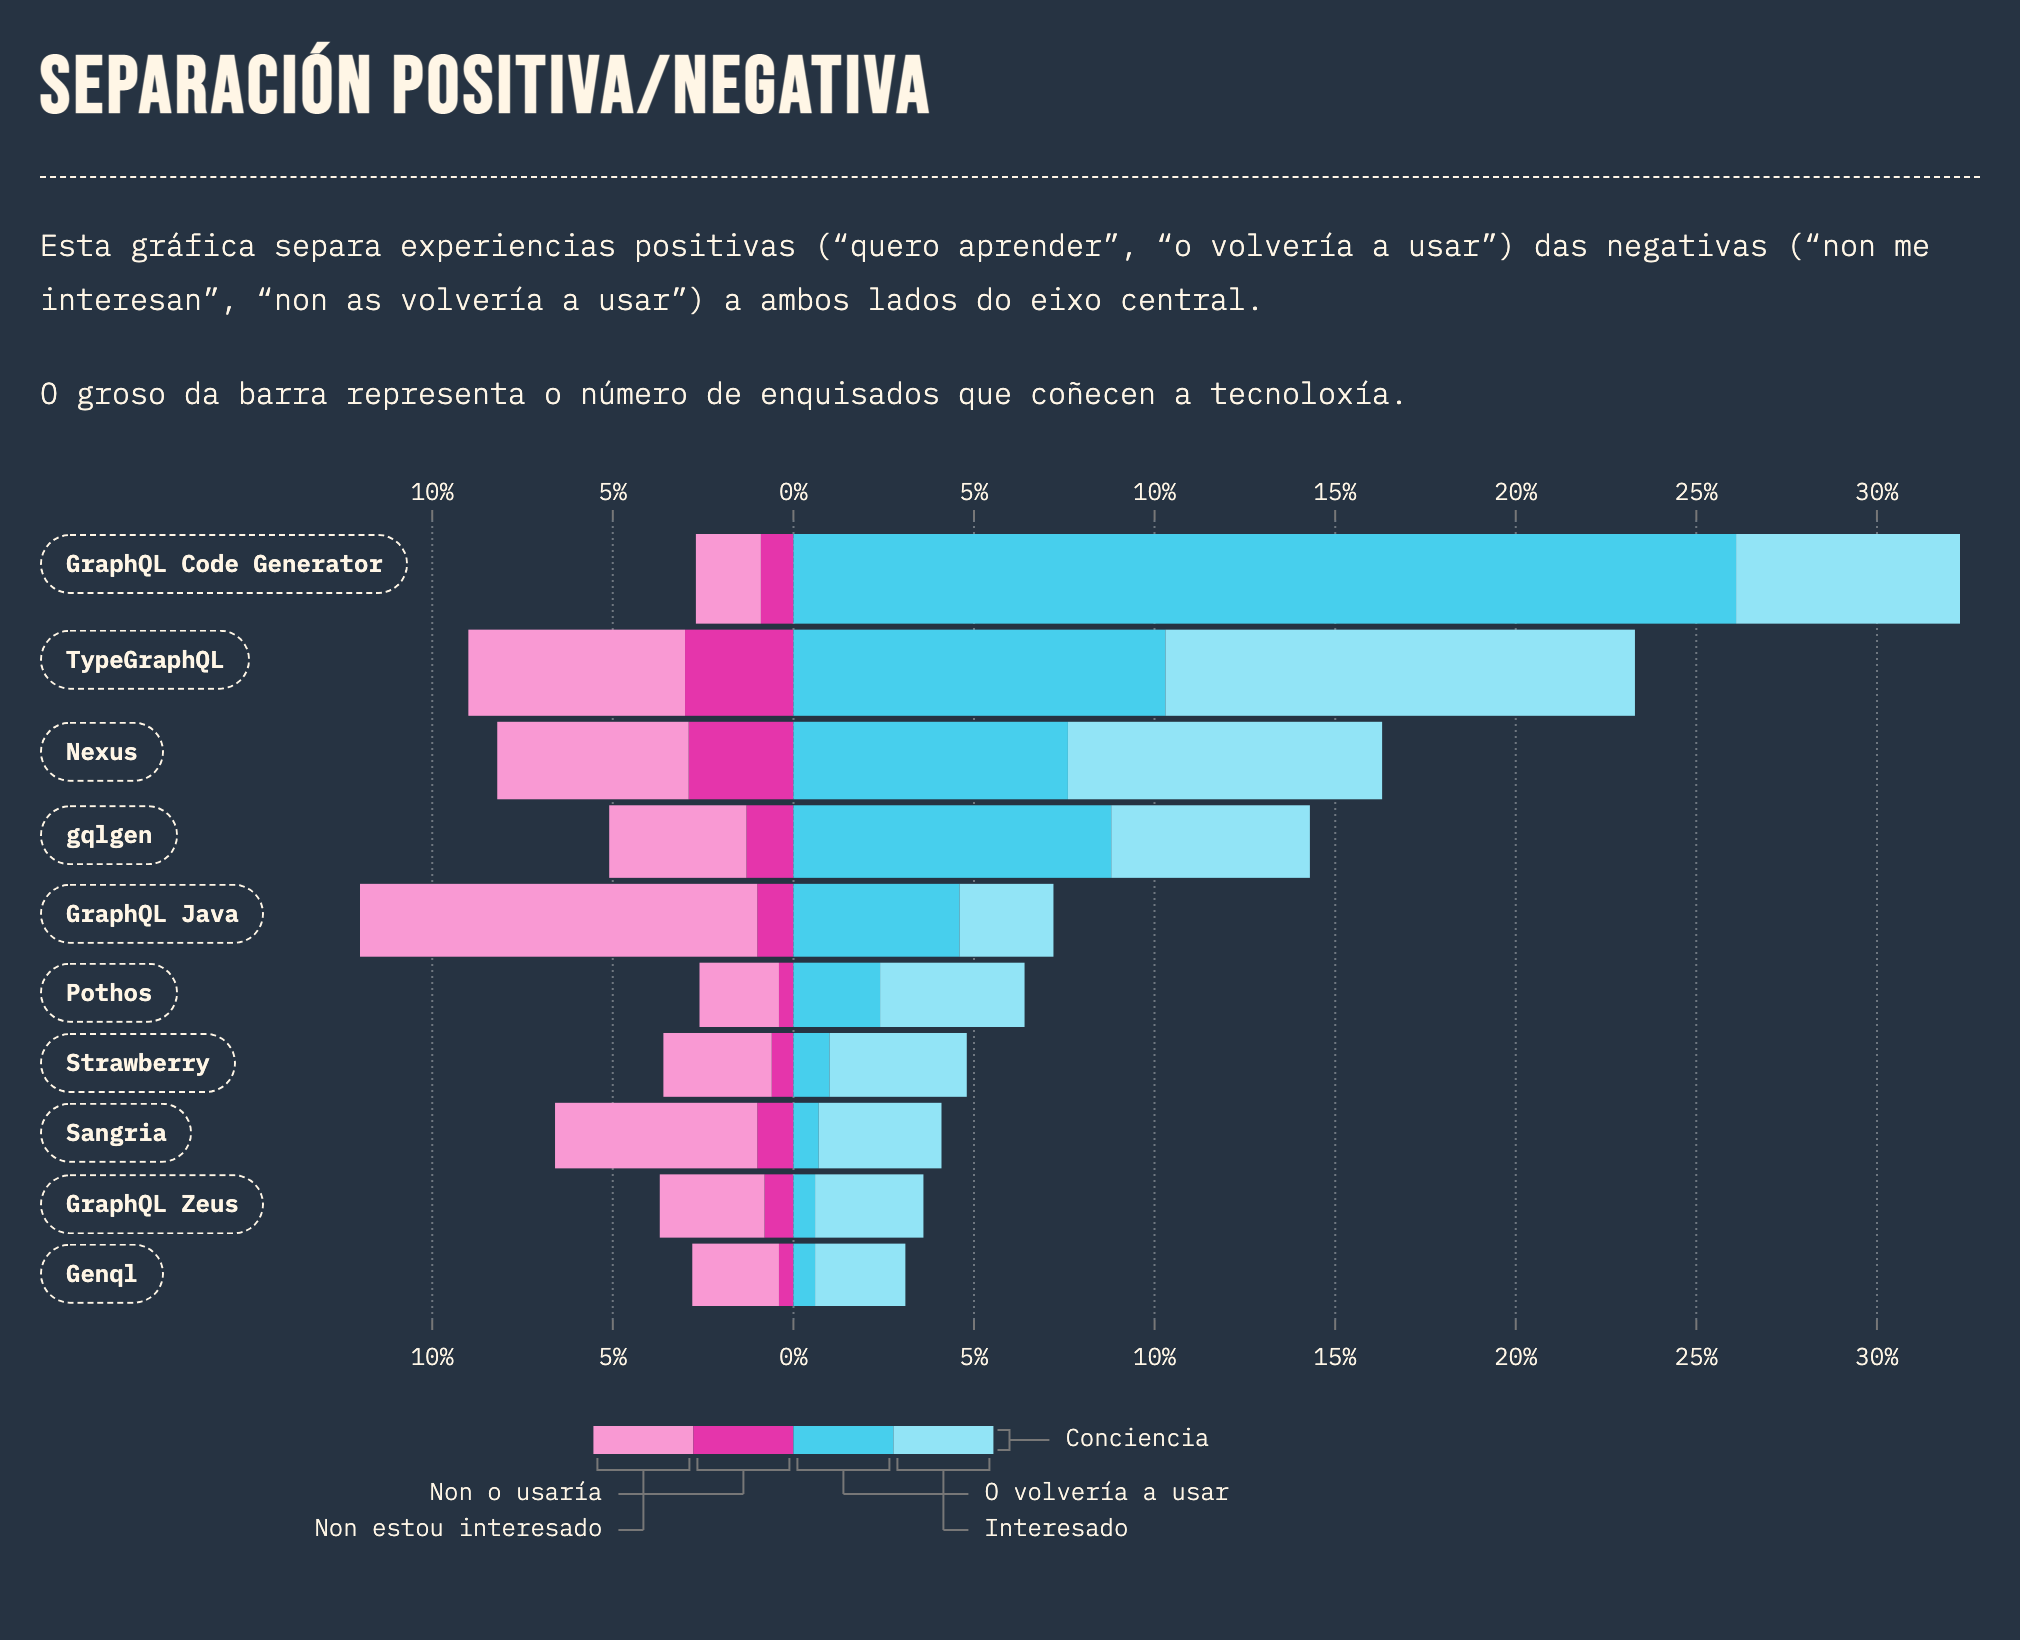 SEPARACIÓN POSITIVA/NEGATIVA
Esta gráfica separa experiencias positivas (“quero aprender”, “o volvería a usar”) das negativas (“non me
interesan”, “non as volvería a usar”) a ambos lados do eixo central.
O groso da barra representa o número de enquisados que coñecen a tecnoloxía.
10% 5% 0% 5% 10% 15% 20% 25% 30%
GraphQL Code Generator
TypeGraphQL
Nexus
gqlgen
GraphQL Java
Pothos
Strawberry
Sangria
GraphQL Zeus
Genql
10% 5% 0% 5% 10% 15% 20% 25% 30%
Conciencia
Non o usaría O volvería a usar
Non estou interesado Interesado